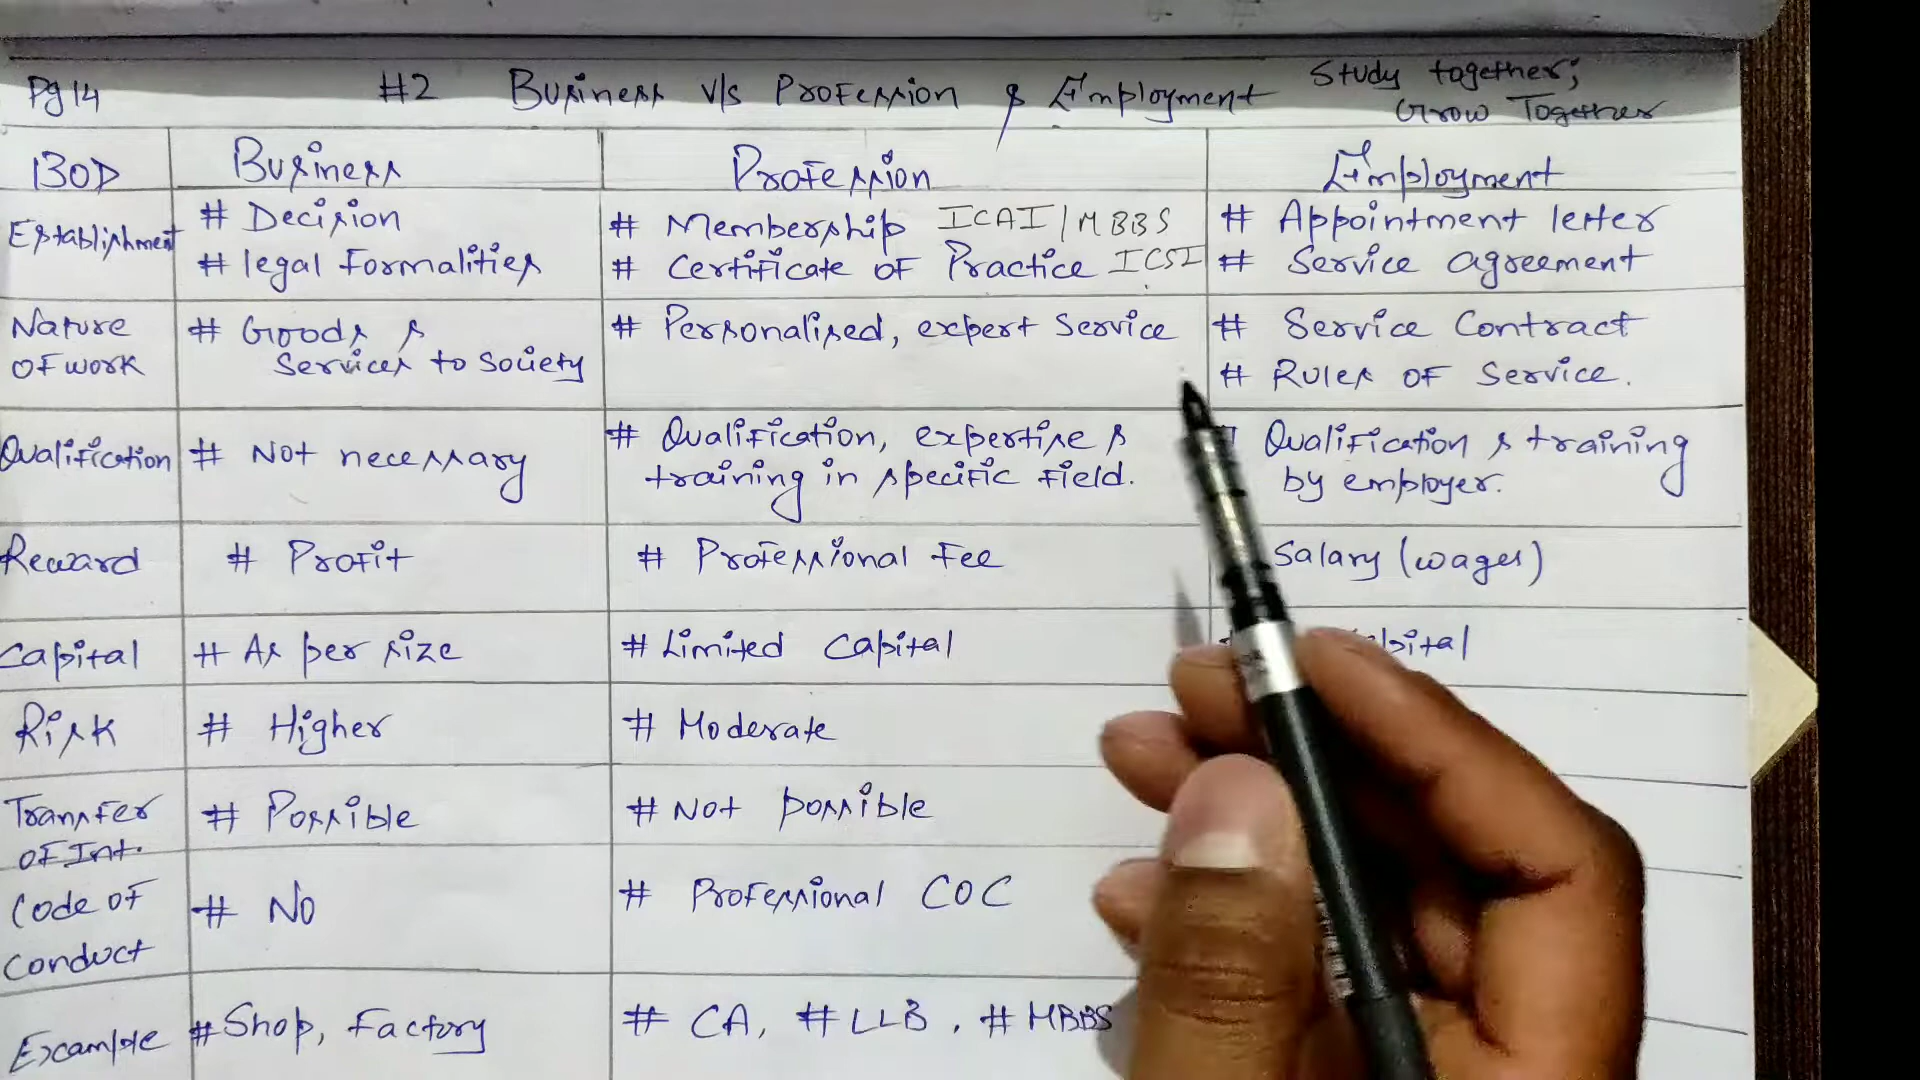 Pg 14
#2 Business v/s Profession & Employment
Study together;
Grow Together
BOD
Business
Profession
Employment
Establishment
# Decision
# legal Formalities
# Membership ICAI/MBBS
# Certificate OF Practice ICSI
# Appointment letter
# Service agreement
Nature
OF work
# Goods &
Services to Society
# Personalised, expert Service
# Service Contract
# Rules OF Service.
Qualification
# Not necessary
# Qualification, expertise &
training in specific Field.
Qualification & training
by employer.
Reward
# Profit
# Professional Fee
Salary (wages)
Capital
# As per size
# Limited Capital
Risk
# Higher
# Moderate
Transfer
OF Int.
# Possible
# Not possible
Code of
conduct
# No
# Professional COC
Example
# Shop, Factory
# CA, # LLB, # MBBS